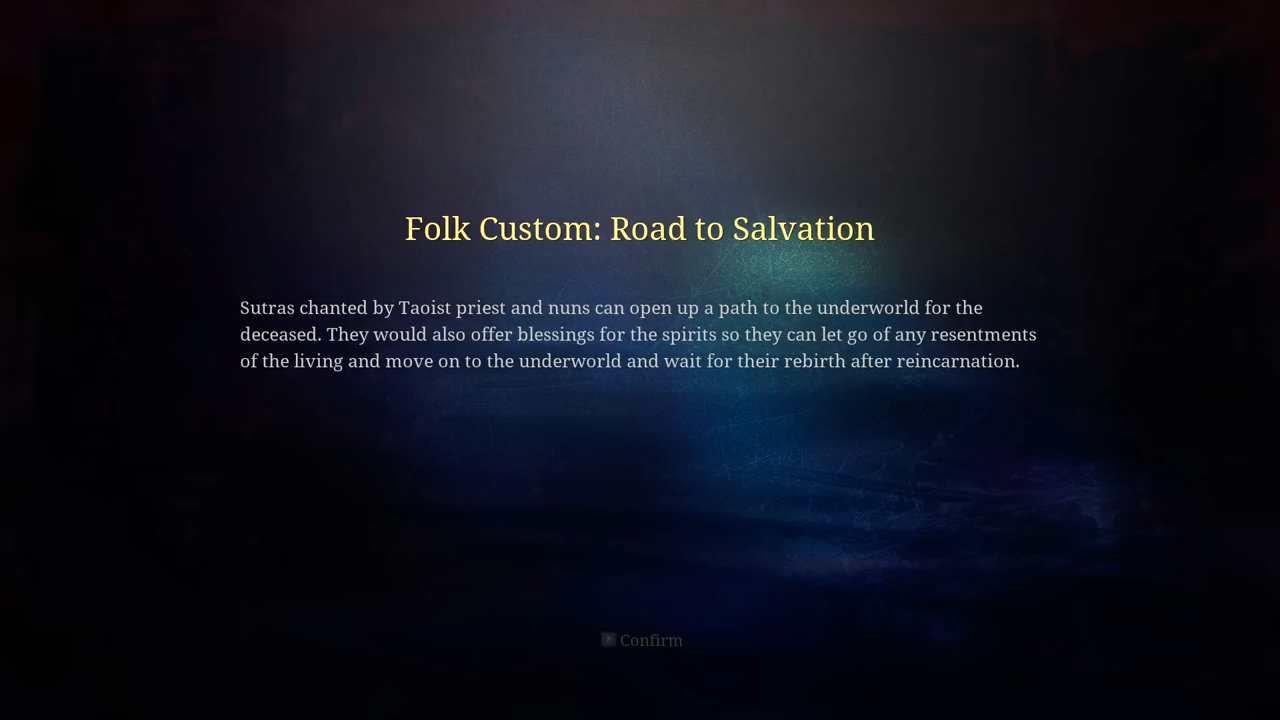 Folk Custom: Road to Salvation
Sutras chanted by Taoist priest and nuns can open up a path to the underworld for the
deceased. They would also offer blessings for the spirits so they can let go of any resentments
of the living and move on to the underworld and wait for their rebirth after reincarnation.
Confirm